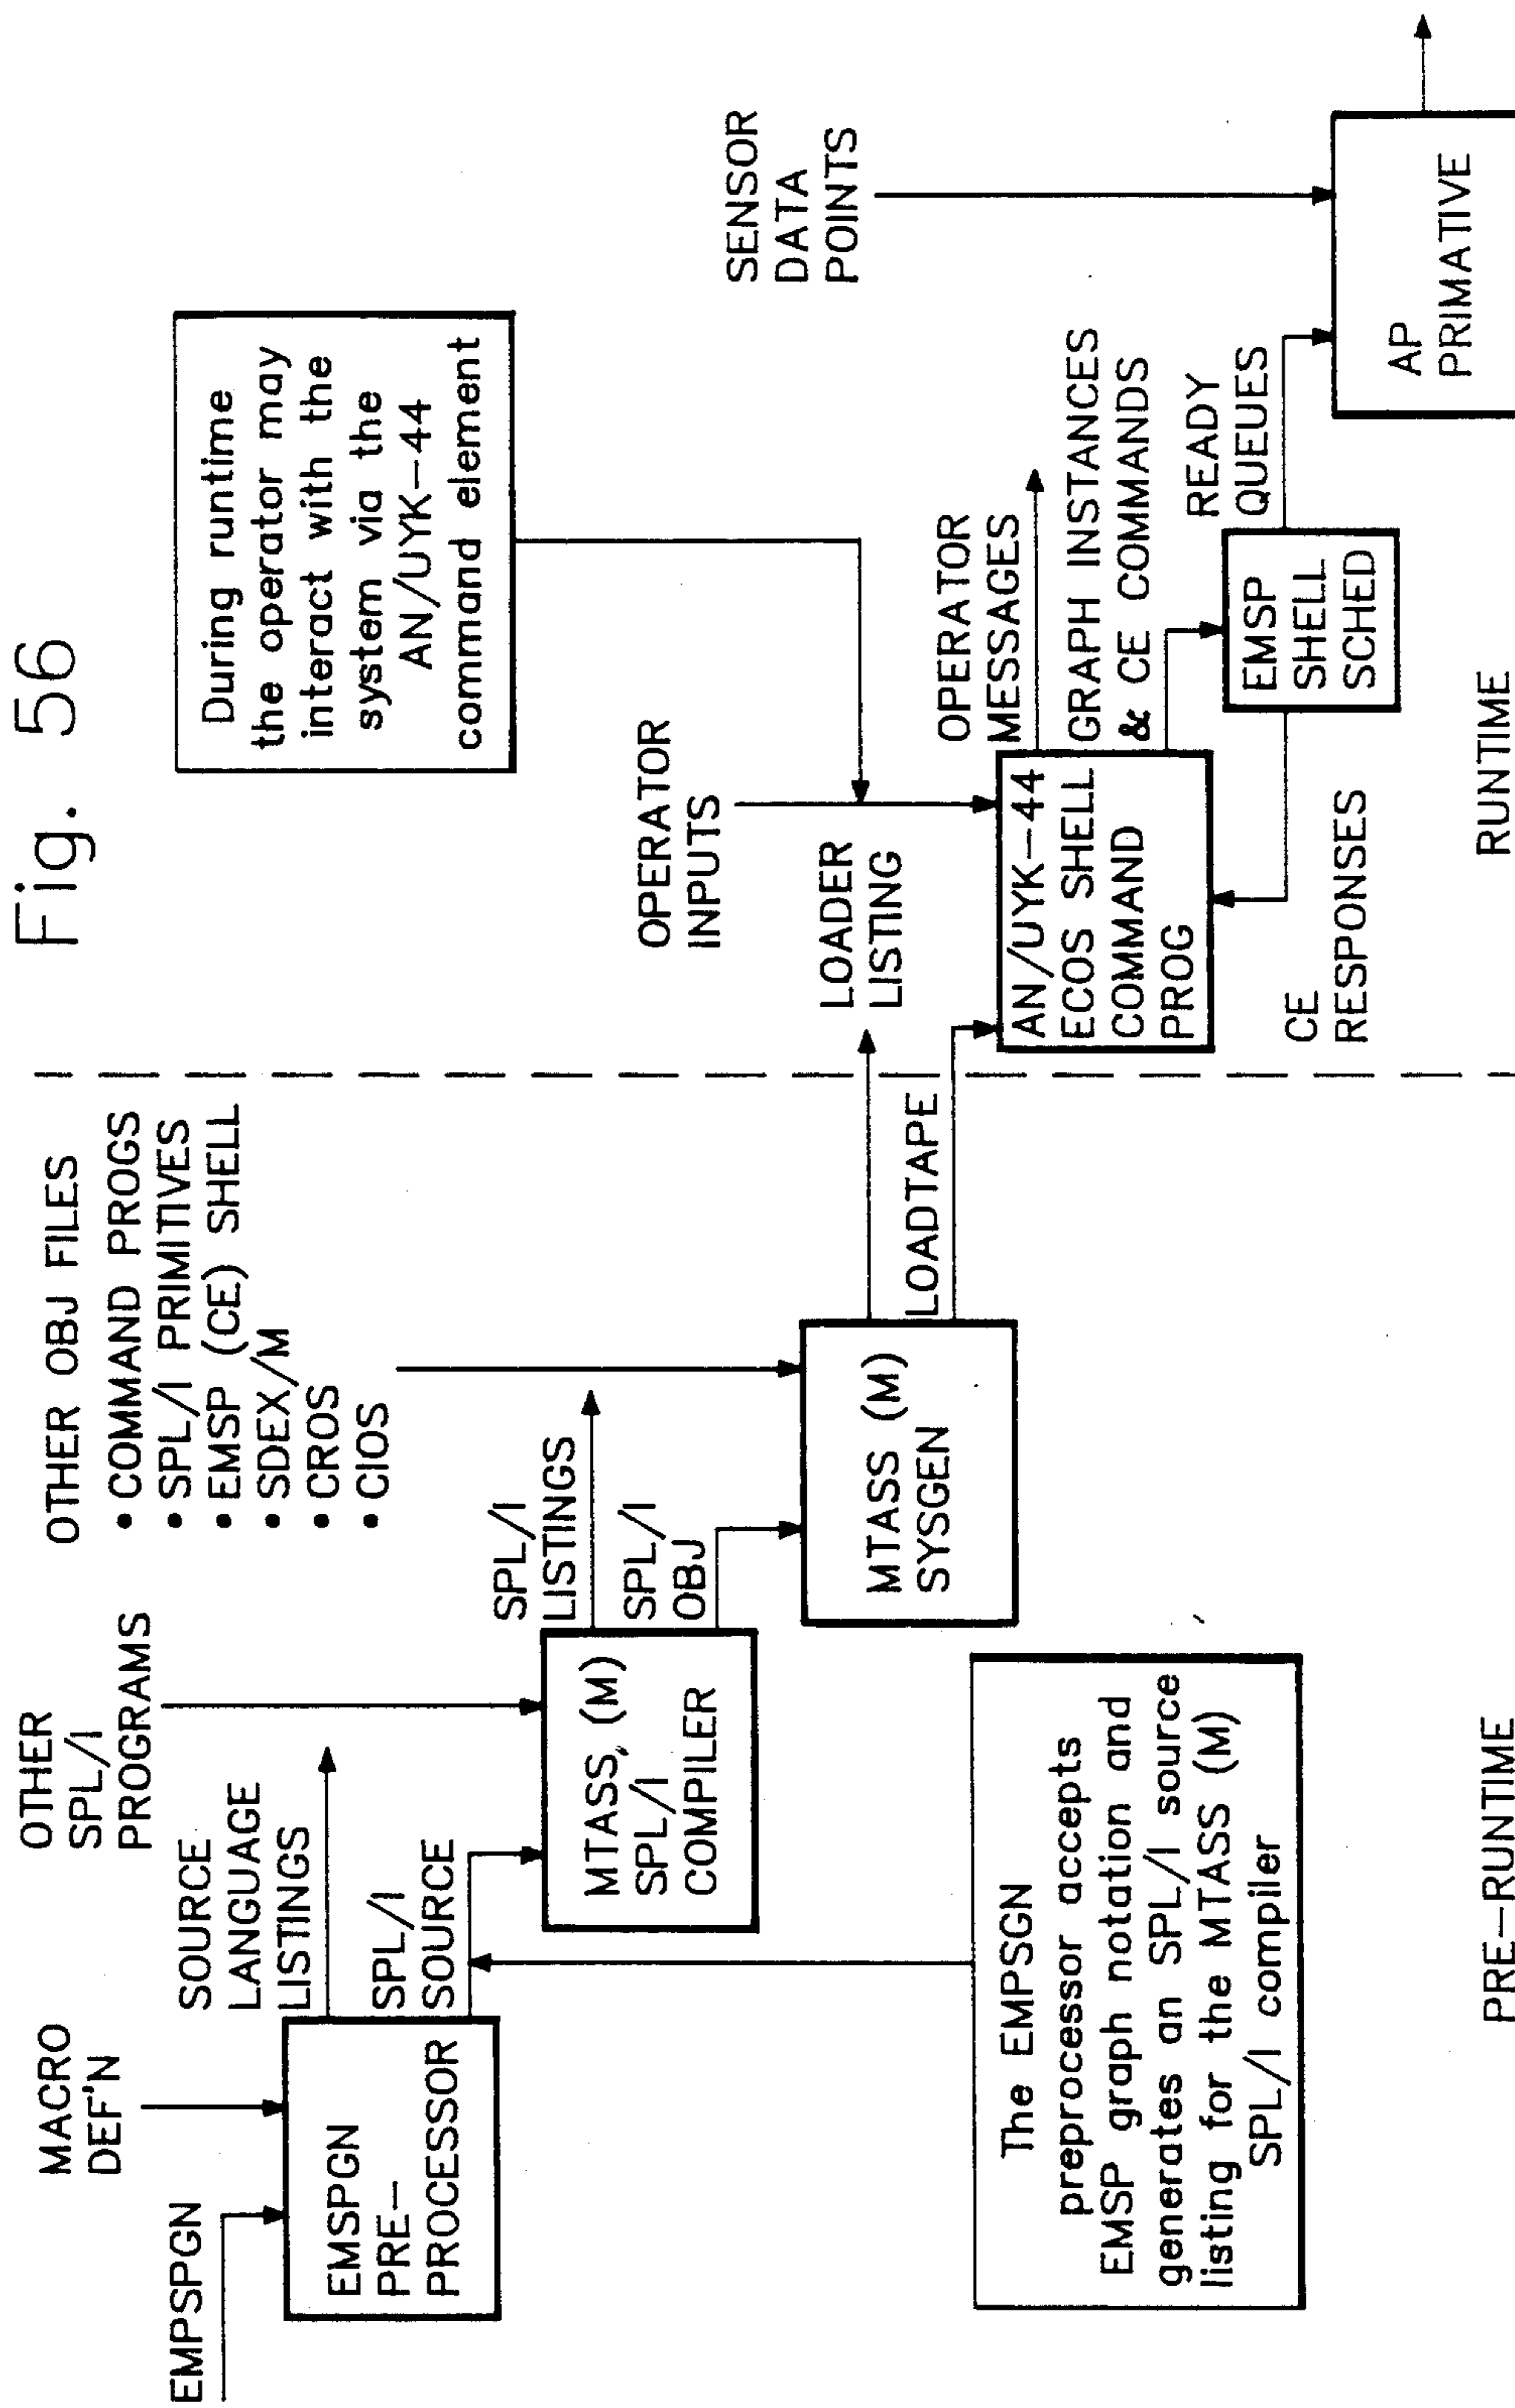 Fig. 56
EMPSPGN
MACRO
DEF'N
EMSPGN
PRE-
PROCESSOR
SOURCE
LANGUAGE
LISTINGS
SPL/I
SOURCE
OTHER
SPL/I
PROGRAMS
MTASS, (M)
SPL/I
COMPILER
SPL/I
LISTINGS
SPL/I
OBJ
OTHER OBJ FILES
• COMMAND PROGS
• SPL/I PRIMITIVES
• EMSP (CE) SHELL
• SDEX/M
• CROS
• CIOS
MTASS (M)
SYSGEN
LOADTAPE
The EMPSGN
preprocessor accepts
EMSP graph notation and
generates an SPL/I source
listing for the MTASS (M)
SPL/I compiler
PRE-RUNTIME
During runtime
the operator may
interact with the
system via the
AN/UYK-44
command element
OPERATOR
INPUTS
LOADER
LISTING
AN/UYK-44
ECOS SHELL
COMMAND
PROG
OPERATOR
MESSAGES
GRAPH INSTANCES
& CE COMMANDS
CE
RESPONSES
EMSP
SHELL
SCHED
READY
QUEUES
SENSOR
DATA
POINTS
AP
PRIMATIVE
RUNTIME